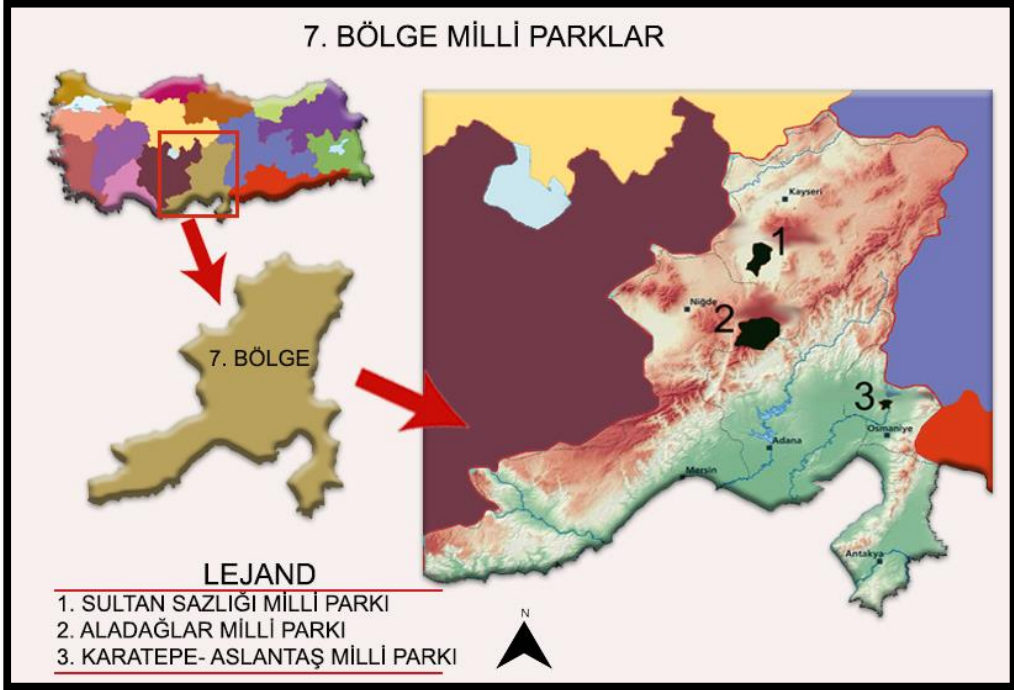 7. BÖLGE MİLLİ PARKLAR
7. BÖLGE
Kayseri
1
Niğde
2
3
Osmaniye
Adana
Mersin
Antakya
LEJAND
1. SULTAN SAZLIĞI MİLLİ PARKI
2. ALADAĞLAR MİLLİ PARKI
3. KARATEPE- ASLANTAŞ MİLLİ PARKI
N